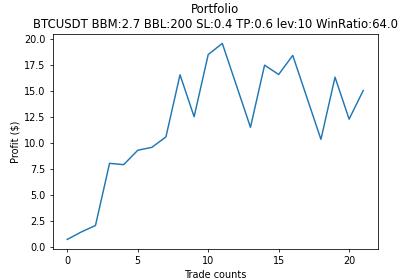 Portfolio
BTCUSDT BBM:2.7 BBL:200 SL:0.4 TP:0.6 lev:10 WinRatio:64.0
20.0
17.5
15.0
12.5
10.0
7.5
5.0
2.5
0.0
Profit ($)
0 5 10 15 20
Trade counts